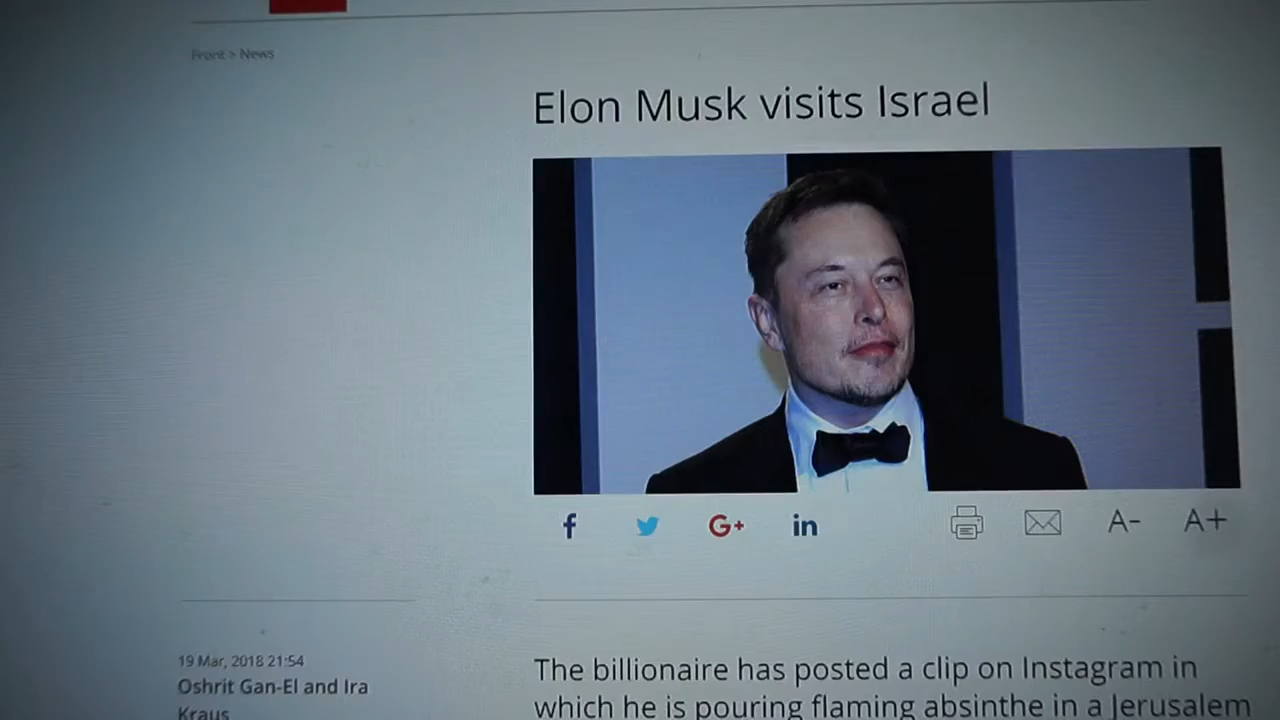 Front > News
Elon Musk visits Israel
f
G+
in
A-
A+
19 Mar, 2018 21:54
Oshrit Gan-El and Ira
Kraus
The billionaire has posted a clip on Instagram in
which he is pouring flaming absinthe in a Jerusalem